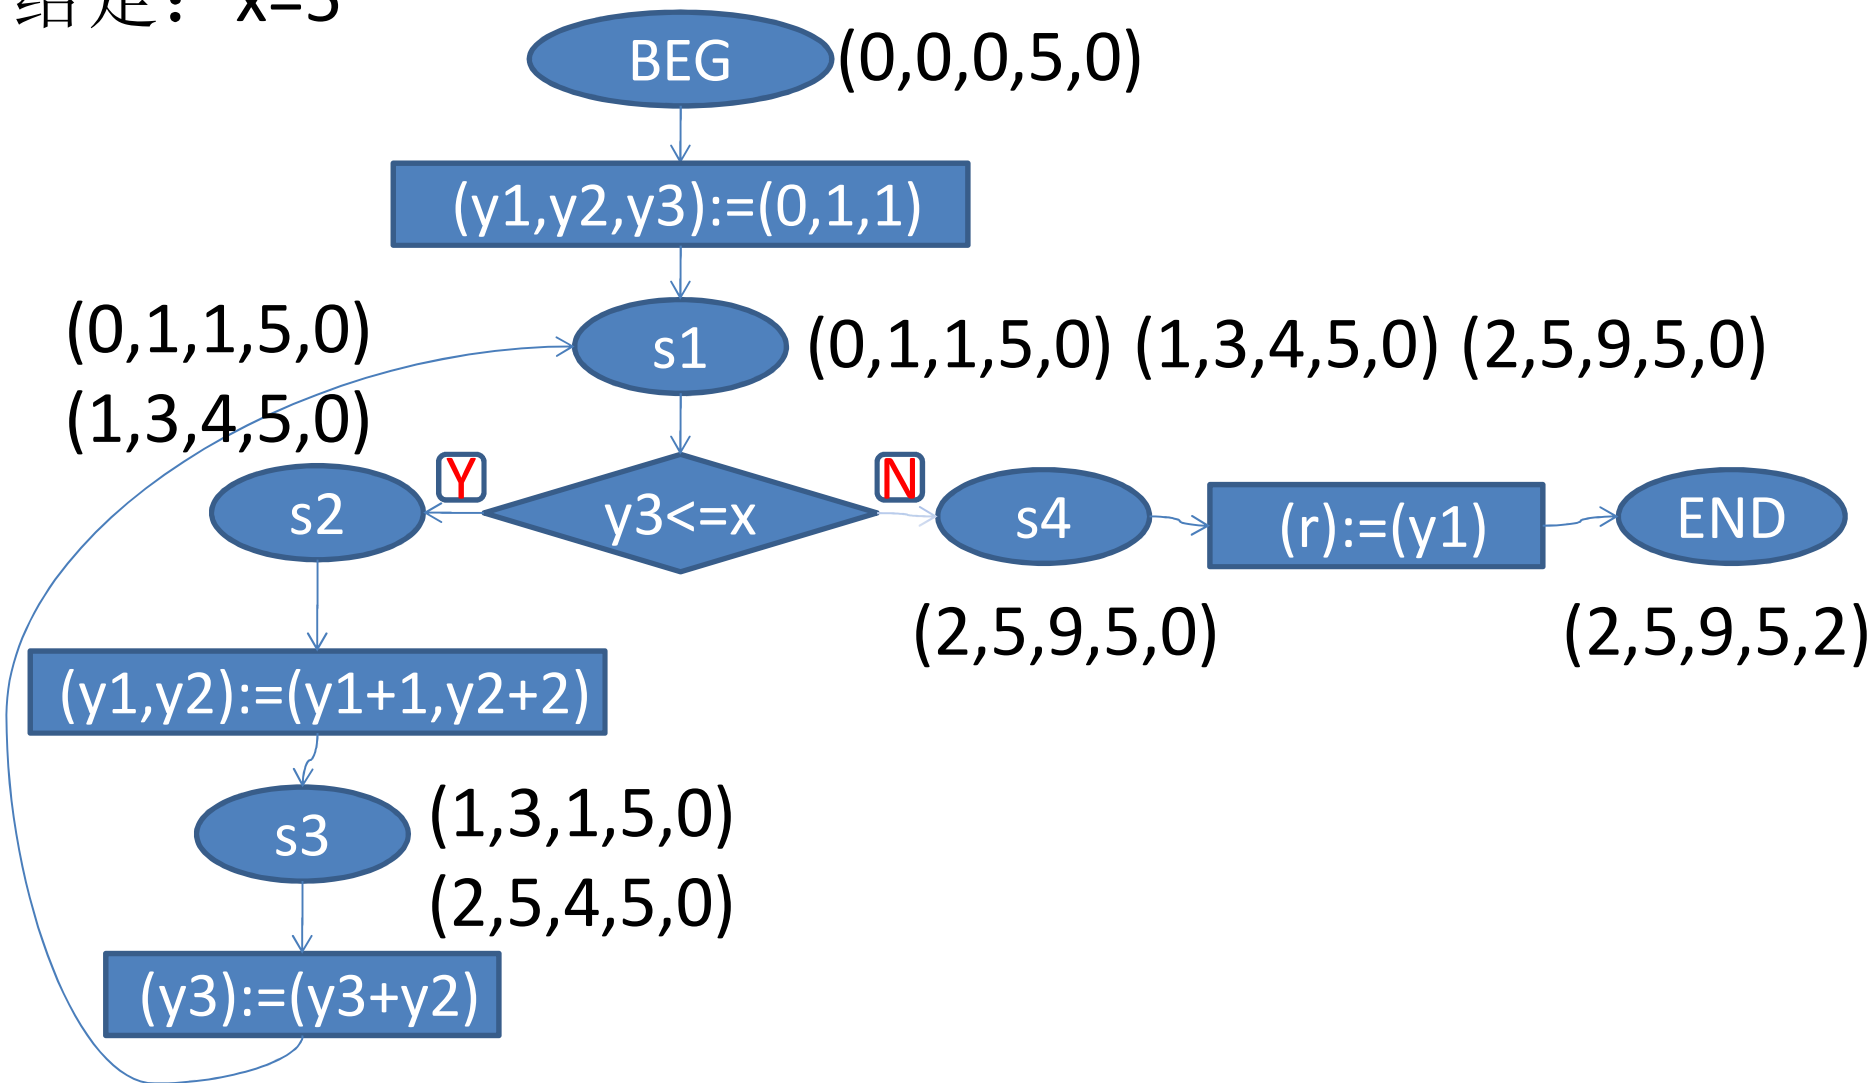 给定：x=5
BEG (0,0,0,5,0)
(y1,y2,y3):=(0,1,1)
(0,1,1,5,0)
(1,3,4,5,0)
s1 (0,1,1,5,0) (1,3,4,5,0) (2,5,9,5,0)
s2 Y y3<=x N s4 (r):=(y1) END
(2,5,9,5,0) (2,5,9,5,2)
(y1,y2):=(y1+1,y2+2)
s3 (1,3,1,5,0)
(2,5,4,5,0)
(y3):=(y3+y2)